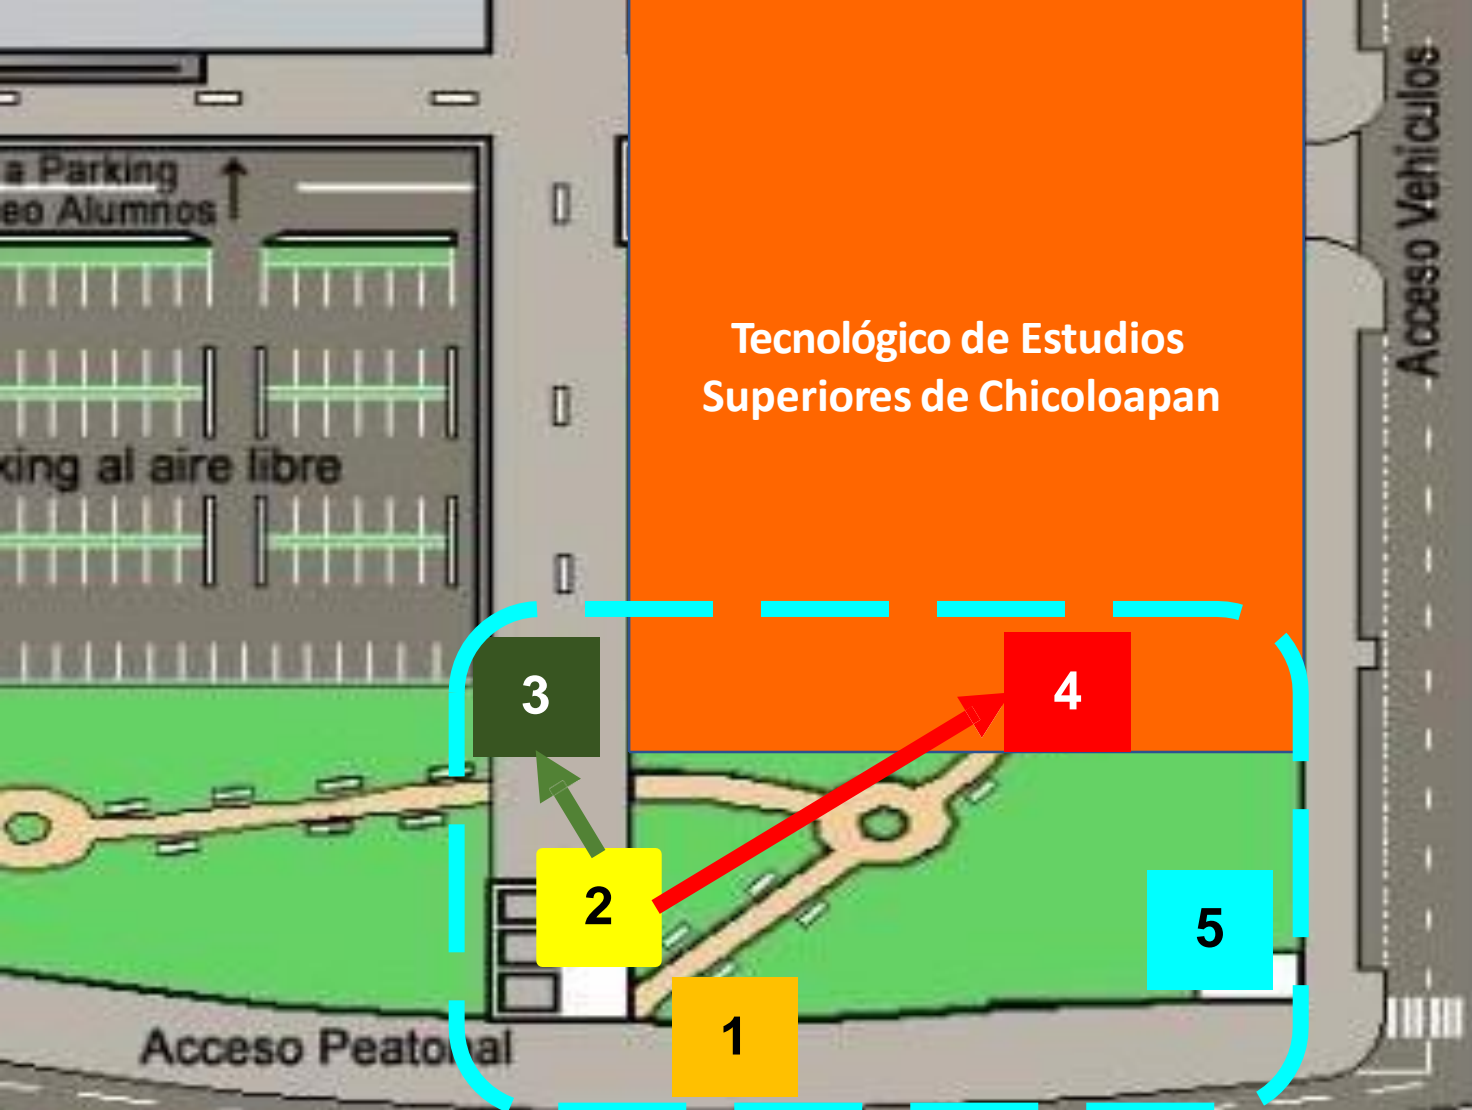 a Parking
eo Alumnos
king al aire libre
Tecnológico de Estudios
Superiores de Chicoloapan
Acceso Vehiculos
3
4
2
5
1
Acceso Peatonal